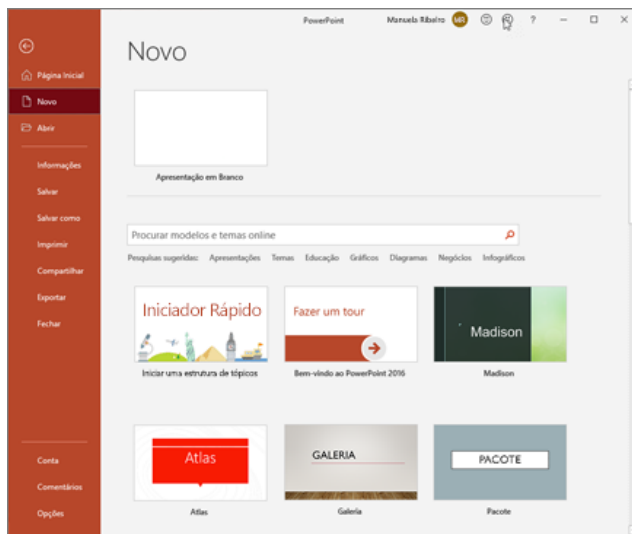 PowerPoint
Manuela Ribeiro MR ?
Novo
Página Inicial
Novo
Abrir
Informações
Salvar
Salvar como
Imprimir
Compartilhar
Exportar
Fechar
Conta
Comentários
Opções
Apresentação em Branco
Procurar modelos e temas online
Pesquisas sugeridas: Apresentações Temas Educação Gráficos Diagramas Negócios Infográficos
Iniciador Rápido
Iniciar uma estrutura de tópicos
Fazer um tour
Bem-vindo ao PowerPoint 2016
Madison
Madison
Atlas
Atlas
GALERIA
Galeria
PACOTE
Pacote